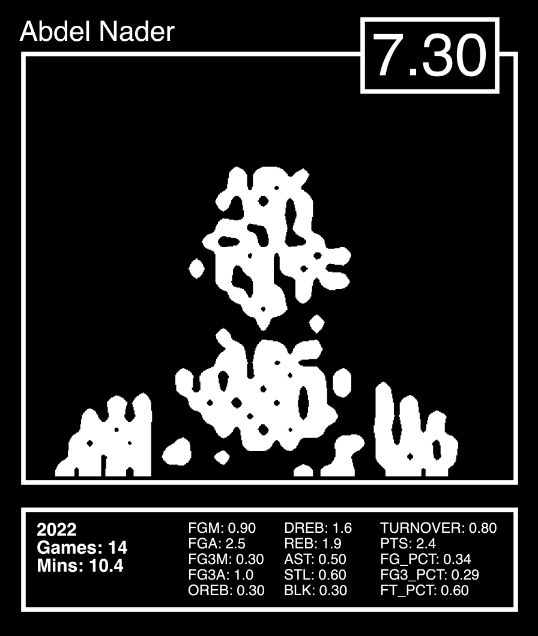 Abdel Nader
7.30
2022
Games: 14
Mins: 10.4
FGM: 0.90
FGA: 2.5
FG3M: 0.30
FG3A: 1.0
OREB: 0.30
DREB: 1.6
REB: 1.9
AST: 0.50
STL: 0.60
BLK: 0.30
TURNOVER: 0.80
PTS: 2.4
FG_PCT: 0.34
FG3_PCT: 0.29
FT_PCT: 0.60